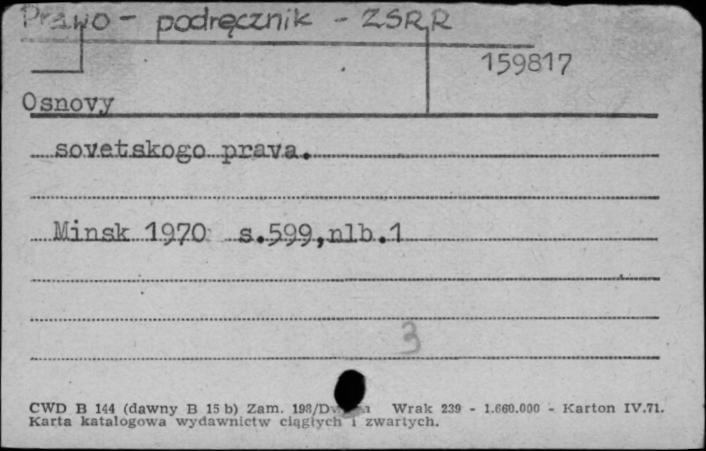 Prawo - podręcznik - ZSRR
159817
Osnovy
sovetskogo prava.
Minsk 1970 s.599,nlb.1
3
CWD B 144 (dawny B 15 b) Zam. 198/ Wrak 239 - 1.660.000 - Karton IV.71.
Karta katalogowa wydawnictw ciągłych i zwartych.